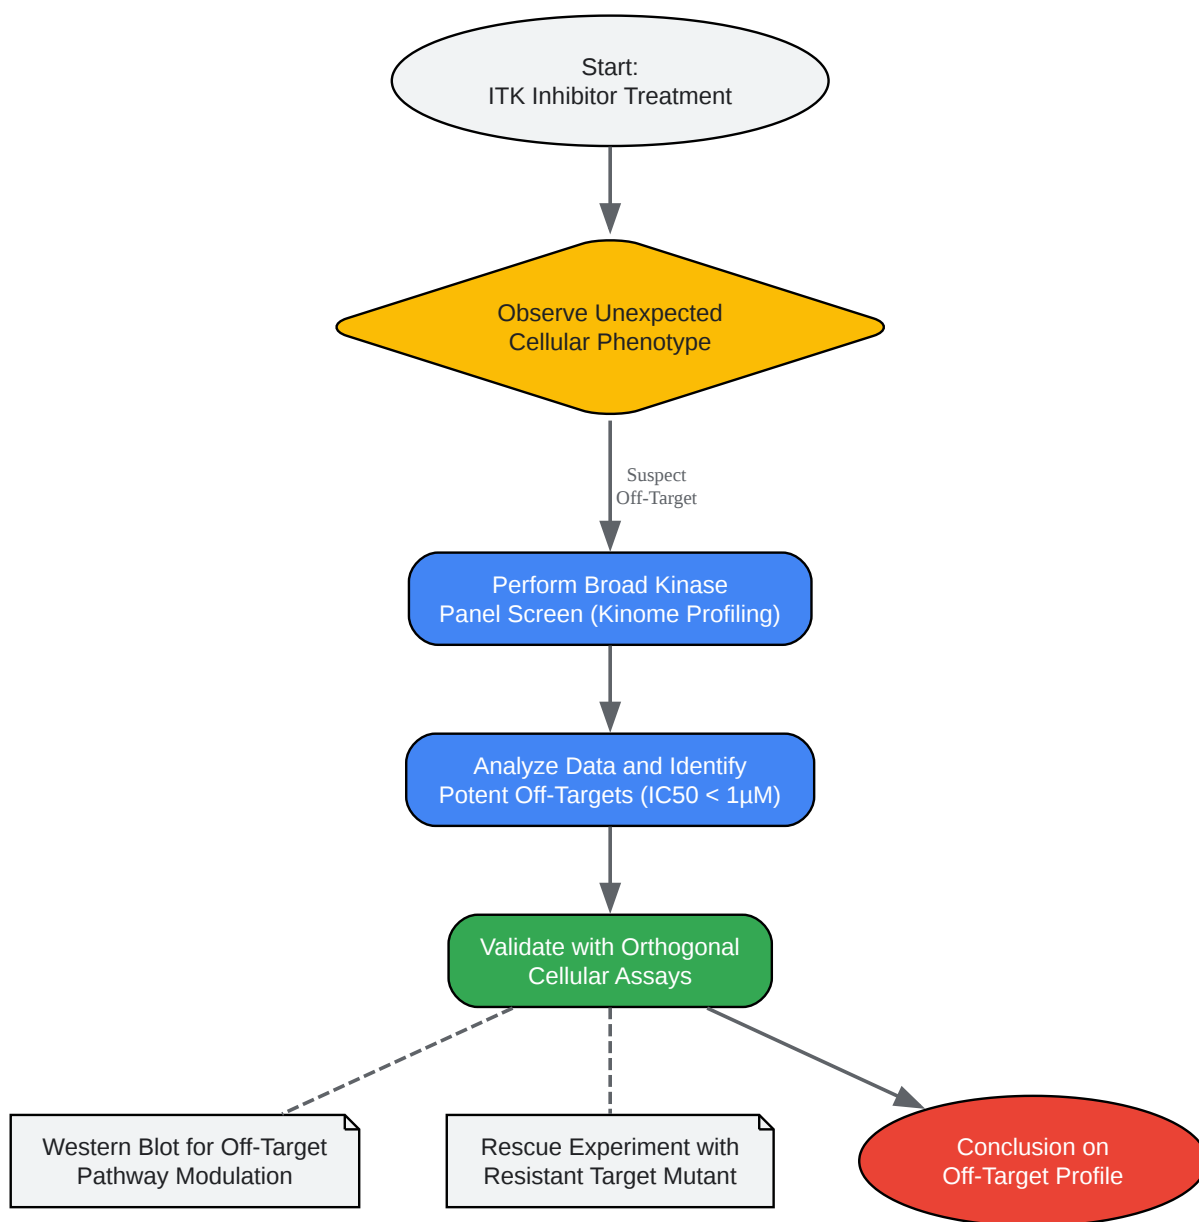 Start:
ITK Inhibitor Treatment
Observe Unexpected
Cellular Phenotype
Suspect
Off-Target
Perform Broad Kinase
Panel Screen (Kinome Profiling)
Analyze Data and Identify
Potent Off-Targets (IC50 < 1µM)
Validate with Orthogonal
Cellular Assays
Western Blot for Off-Target
Pathway Modulation
Rescue Experiment with
Resistant Target Mutant
Conclusion on
Off-Target Profile